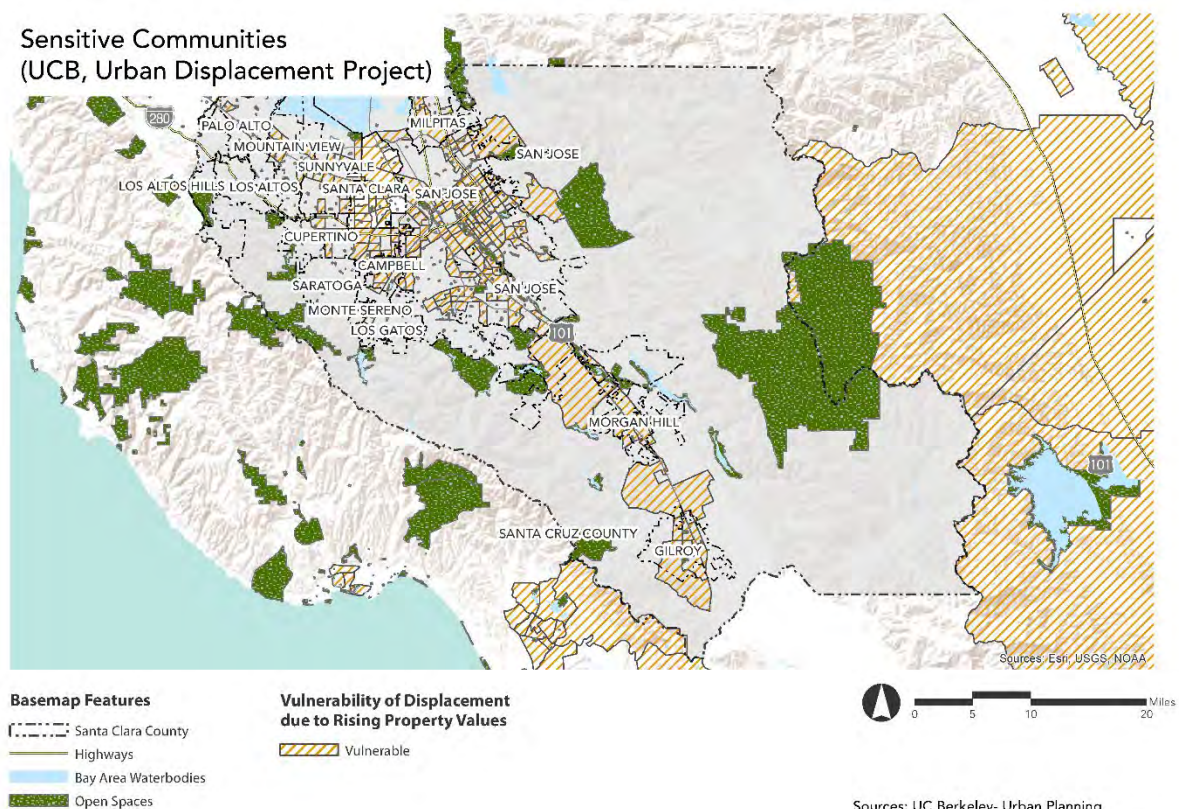 Sensitive Communities
(UCB, Urban Displacement Project)
280
PALO ALTO
MILPITAS
MOUNTAIN VIEW
SAN JOSE
SUNNYVALE
LOS ALTOS HILLS LOS ALTOS
SANTA CLARA
SAN JOSE
CUPERTINO
CAMPBELL
SARATOGA
SAN JOSE
MONTE SERENO
LOS GATOS
101
MORGAN HILL
101
SANTA CRUZ COUNTY
GILROY
Sources: Esri, USGS, NOAA
Basemap Features
Santa Clara County
Highways
Bay Area Waterbodies
Open Spaces
Vulnerability of Displacement
due to Rising Property Values
Vulnerable
0 5 10 20 Miles
Sources: UC Berkeley- Urban Planning